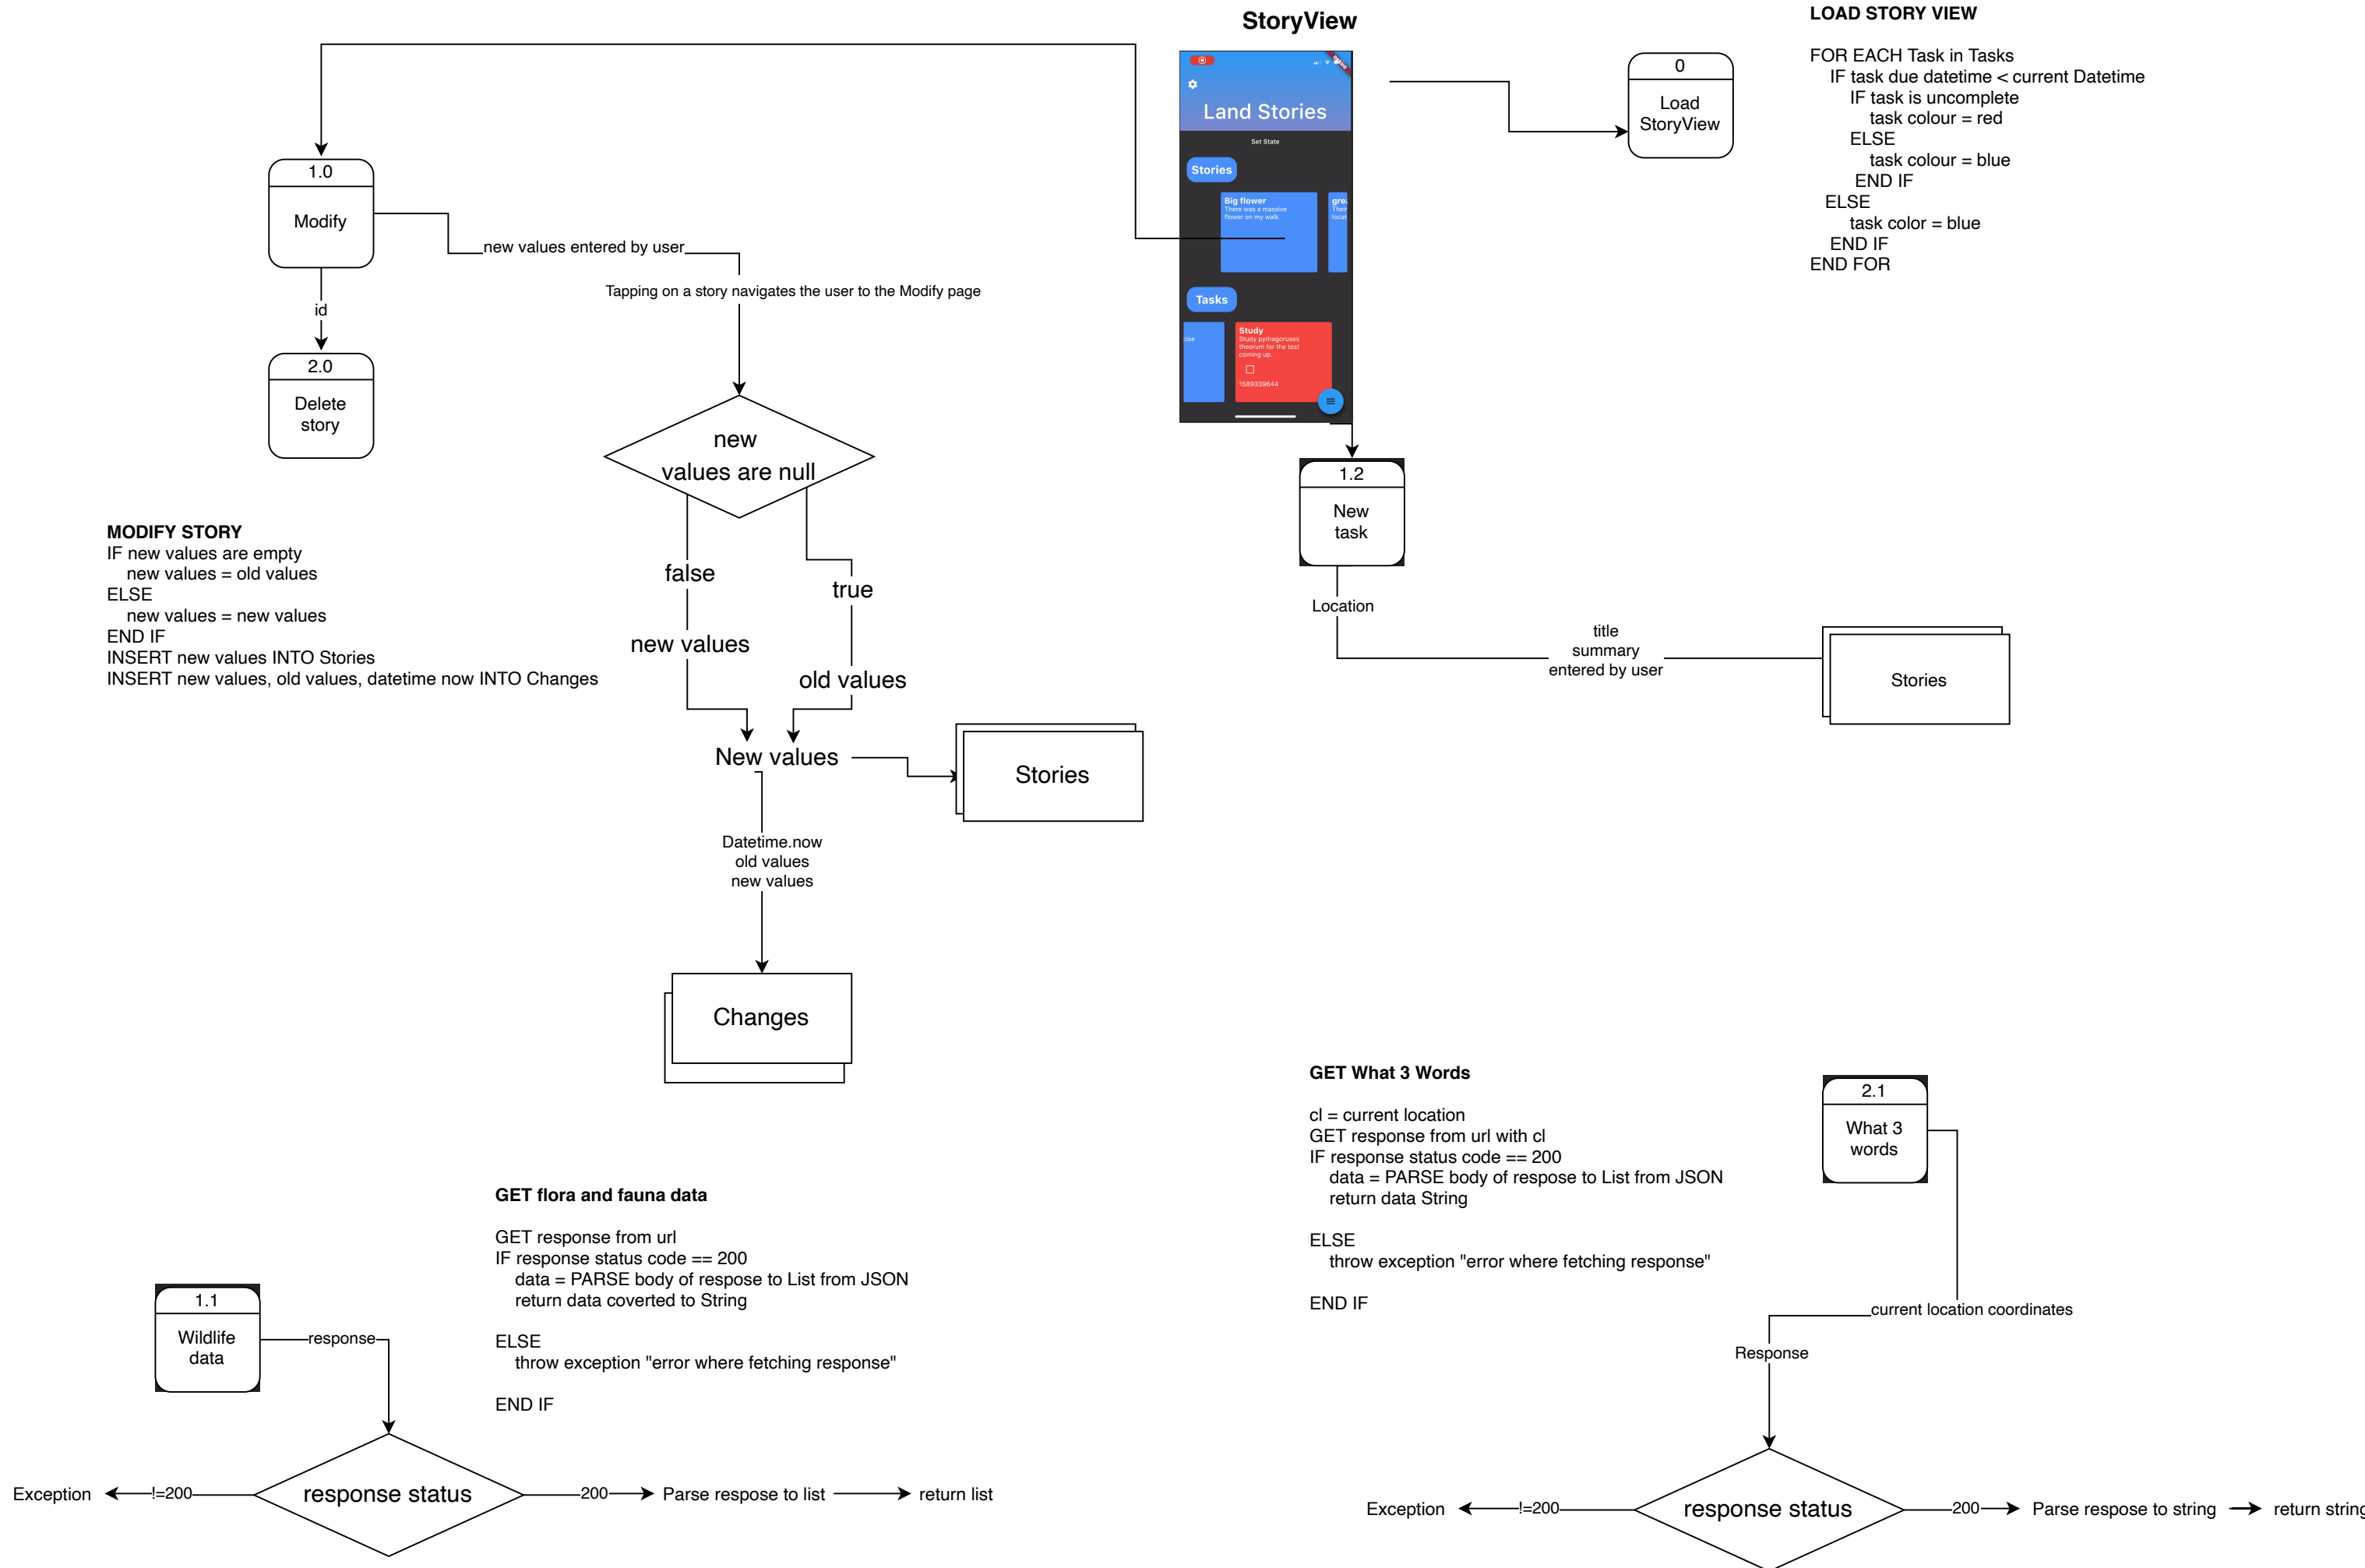 StoryView
LOAD STORY VIEW
FOR EACH Task in Tasks
IF task due datetime < current Datetime
IF task is uncomplete
task colour = red
ELSE
task colour = blue
END IF
ELSE
task color = blue
END IF
END FOR
0
Load
StoryView
Land Stories
Set State
Stories
Big flower
There was a massive
flower on my walk
Tasks
Study
Study pythagoruses
theorum for the test
coming up.
1589339644
1.0
Modify
new values entered by user
Tapping on a story navigates the user to the Modify page
id
2.0
Delete
story
new
values are null
1.2
New
task
Location
title
summary
entered by user
Stories
MODIFY STORY
IF new values are empty
new values = old values
ELSE
new values = new values
END IF
INSERT new values INTO Stories
INSERT new values, old values, datetime now INTO Changes
false
true
new values
old values
New values
Stories
Datetime.now
old values
new values
Changes
GET What 3 Words
cl = current location
GET response from url with cl
IF response status code == 200
data = PARSE body of respose to List from JSON
return data String
ELSE
throw exception "error where fetching response"
END IF
2.1
What 3
words
current location coordinates
Response
GET flora and fauna data
GET response from url
IF response status code == 200
data = PARSE body of respose to List from JSON
return data coverted to String
ELSE
throw exception "error where fetching response"
END IF
1.1
Wildlife
data
response
Exception
!=200
response status
200
Parse respose to list
return list
Exception
!=200
response status
200
Parse respose to string
return string